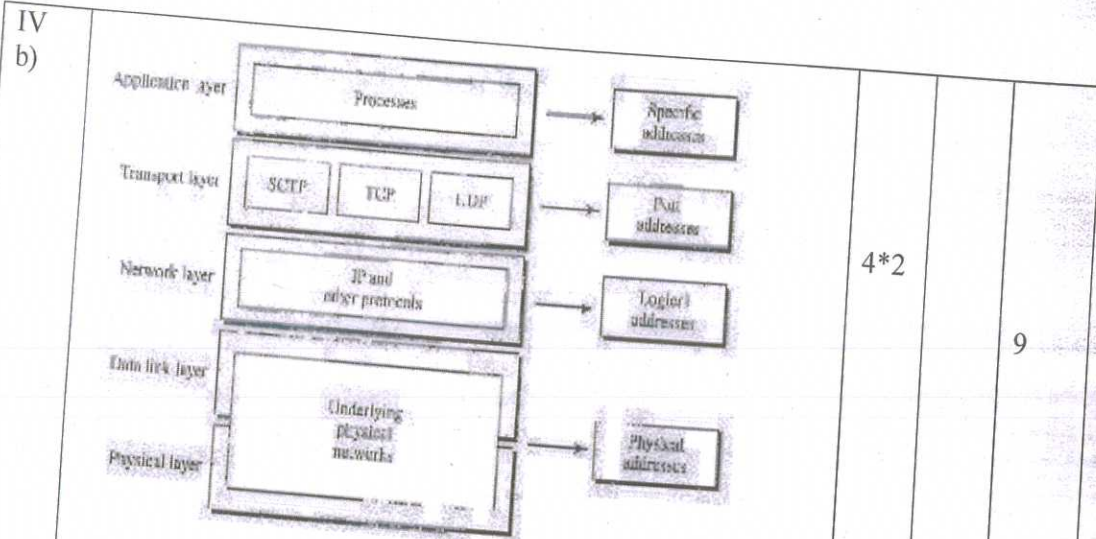 IV
b)
Application layer
Processes
Specific
addresses
Transport layer
SCTP
TCP
UDP
Port
addresses
4*2
Network layer
IP and
other protocols
Logical
addresses
9
Data link layer
Underlying
physical
networks
Physical
addresses
Physical layer